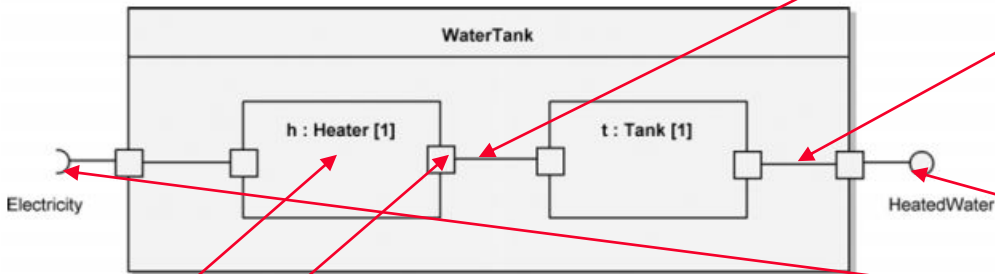 WaterTank
h : Heater [1]
t : Tank [1]
Electricity
HeatedWater